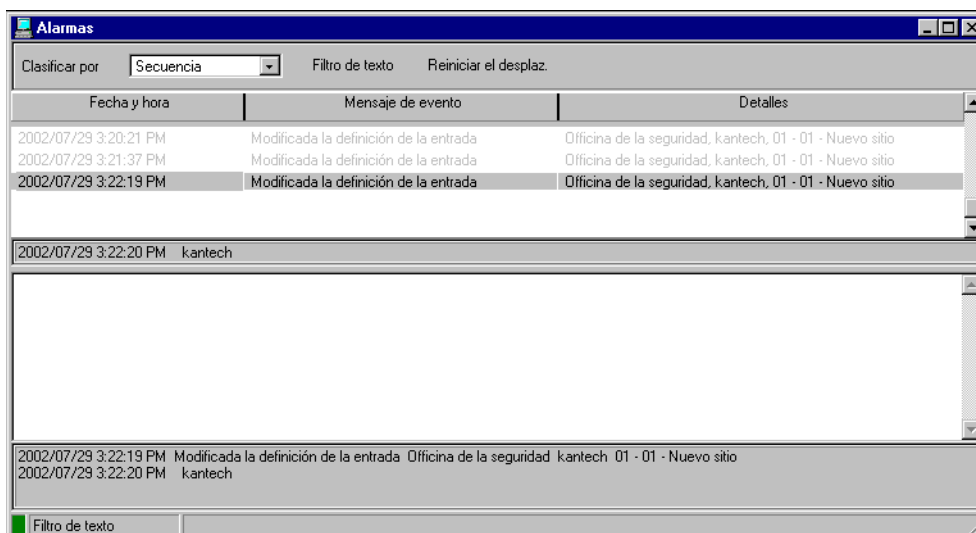 Alarmas
Clasificar por Secuencia Filtro de texto Reiniciar el desplaz.
Fecha y hora Mensaje de evento Detalles
2002/07/29 3:20:21 PM Modificada la definición de la entrada Officina de la seguridad, kantech, 01 - 01 - Nuevo sitio
2002/07/29 3:21:37 PM Modificada la definición de la entrada Officina de la seguridad, kantech, 01 - 01 - Nuevo sitio
2002/07/29 3:22:19 PM Modificada la definición de la entrada Officina de la seguridad, kantech, 01 - 01 - Nuevo sitio
2002/07/29 3:22:20 PM kantech
2002/07/29 3:22:19 PM Modificada la definición de la entrada Officina de la seguridad kantech 01 - 01 - Nuevo sitio
2002/07/29 3:22:20 PM kantech
Filtro de texto